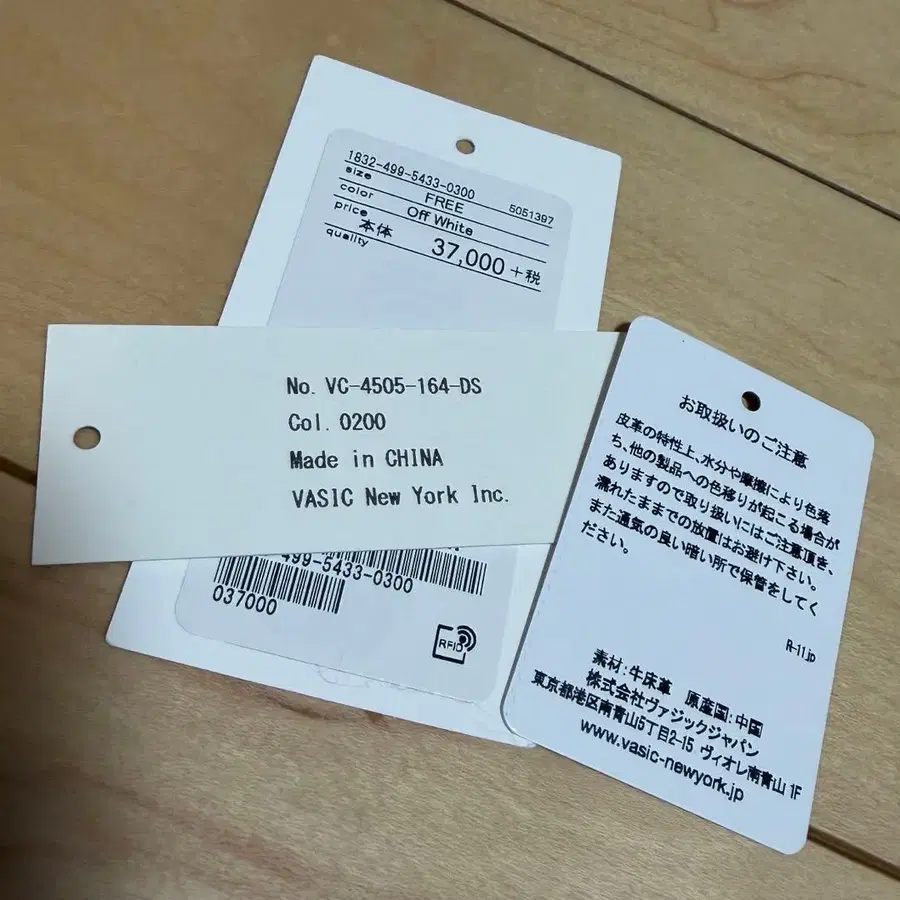 1832-499-5433-0300
size FREE 5051397
color Off White
price 本体 37,000 +税
quality
No. VC-4505-164-DS
Col. 0200
Made in CHINA
VASIC New York Inc.
499-5433-0300
037000
RFID
お取扱いのご注意
皮革の特性上、水分や摩擦により色落
ち、他の製品への色移りが起こる場合が
ありますので取り扱いにはご注意頂き、
濡れたままでの放置はお避け下さい。
また通気の良い暗い所で保管をしてく
ださい。
R-11.jp
素材:牛床革 原産国:中国
株式会社ヴァジックジャパン
東京都港区南青山5丁目2-15 ヴィオレ南青山 1F
www.vasic-newyork.jp